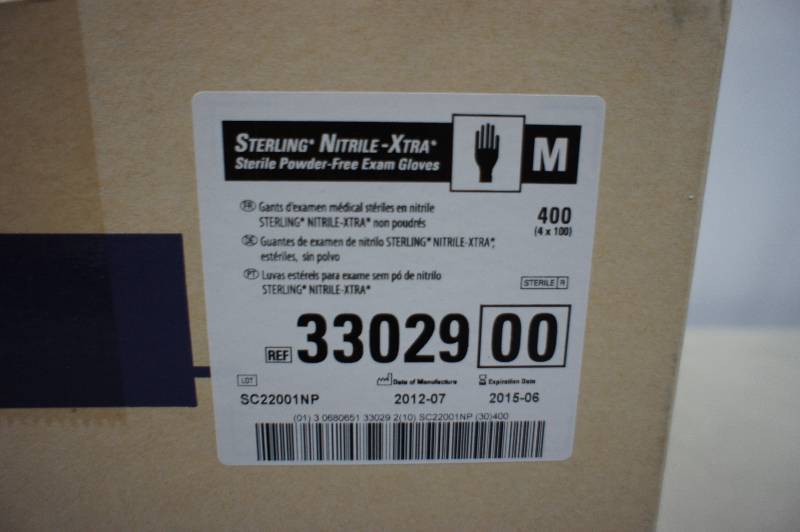 STERLING* NITRILE-XTRA*
Sterile Powder-Free Exam Gloves
M
FR Gants d'examen médical stériles en nitrile
STERLING* NITRILE-XTRA* non poudrés
400
(4 x 100)
Guantes de examen de nitrilo STERLING* NITRILE-XTRA*,
estériles, sin polvo
PT Luvas estéreis para exame sem pó de nitrilo
STERLING* NITRILE-XTRA*
STERILE R
REF 33029 00
LOT Date of Manufacture Expiration Date
SC22001NP 2012-07 2015-06
(01) 3 0680651 33029 2(10) SC22001NP (30)400